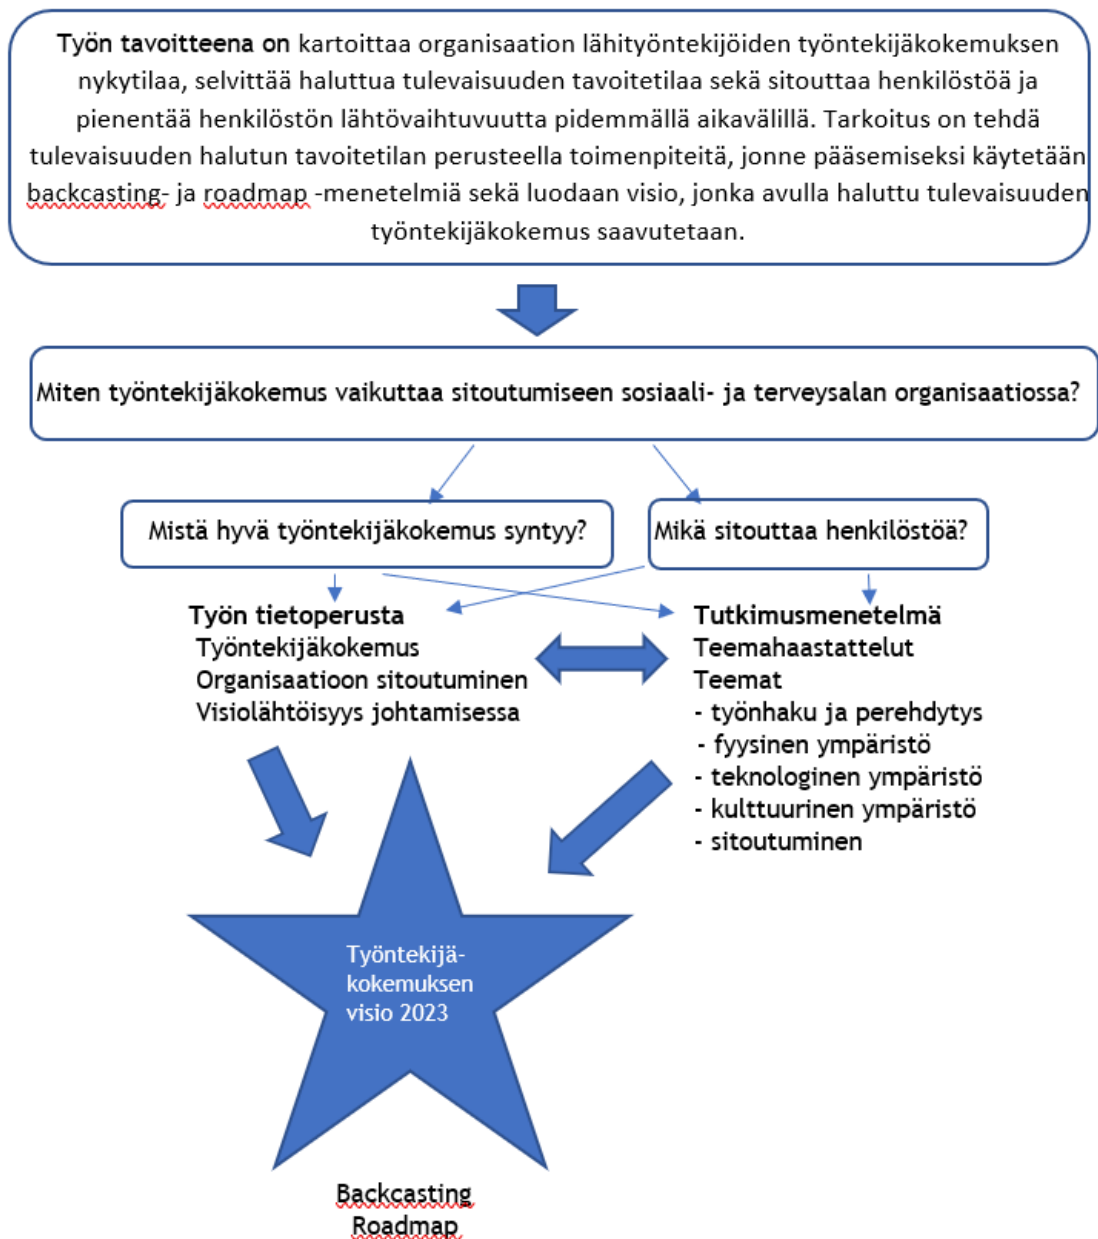 Työn tavoitteena on kartoittaa organisaation lähityöntekijöiden työntekijäkokemuksen
nykytilaa, selvittää haluttua tulevaisuuden tavoitetilaa sekä sitouttaa henkilöstöä ja
pienentää henkilöstön lähtövaihtuvuutta pidemmällä aikavälillä. Tarkoitus on tehdä
tulevaisuuden halutun tavoitetilan perusteella toimenpiteitä, jonne pääsemiseksi käytetään
backcasting- ja roadmap -menetelmiä sekä luodaan visio, jonka avulla haluttu tulevaisuuden
työntekijäkokemus saavutetaan.
Miten työntekijäkokemus vaikuttaa sitoutumiseen sosiaali- ja terveysalan organisaatiossa?
Mistä hyvä työntekijäkokemus syntyy?
Mikä sitouttaa henkilöstöä?
Työn tietoperusta
Työntekijäkokemus
Organisaatioon sitoutuminen
Visiolähtöisyys johtamisessa
Tutkimusmenetelmä
Teemahaastattelut
Teemat
- työnhaku ja perehdytys
- fyysinen ympäristö
- teknologinen ympäristö
- kulttuurinen ympäristö
- sitoutuminen
Työntekijä-
kokemuksen
visio 2023
Backcasting
Roadmap